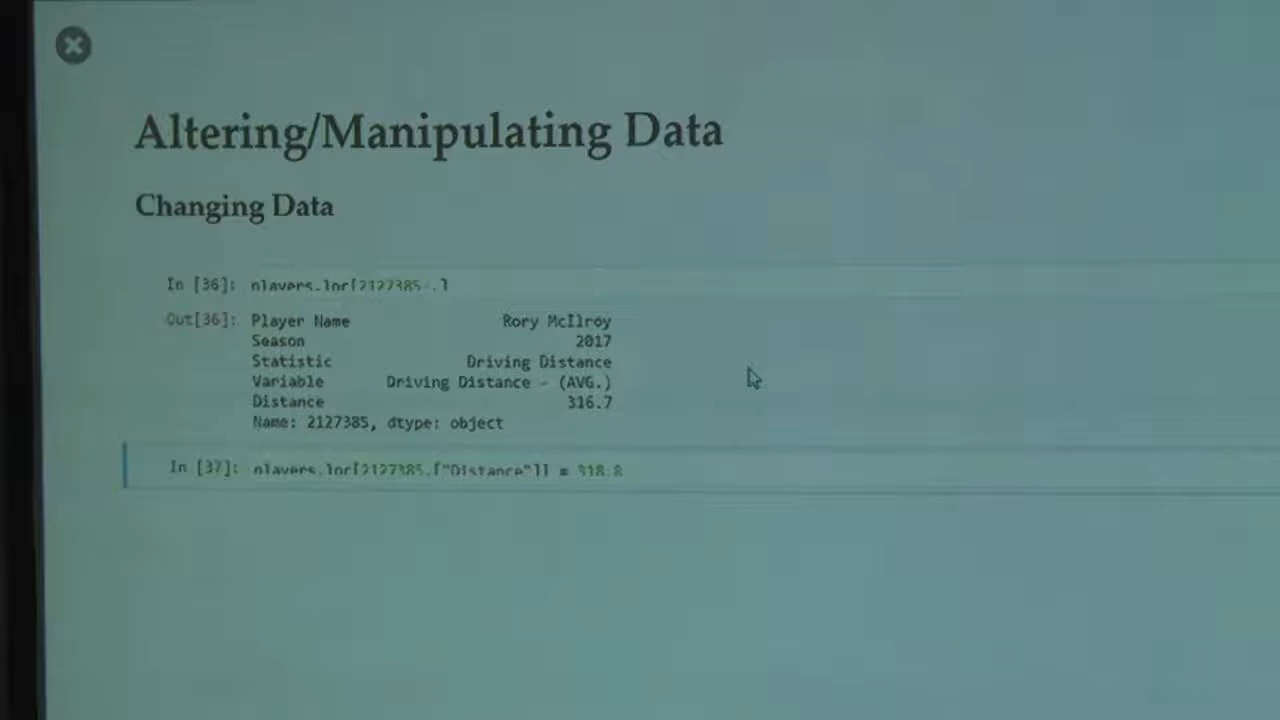 Altering/Manipulating Data
Changing Data
In [36]: players.loc[2127385,:]
Out[36]: Player Name Rory McIlroy
Season 2017
Statistic Driving Distance
Variable Driving Distance - (AVG.)
Distance 316.7
Name: 2127385, dtype: object
In [37]: players.loc[2127385,["Distance"]] = 318.8